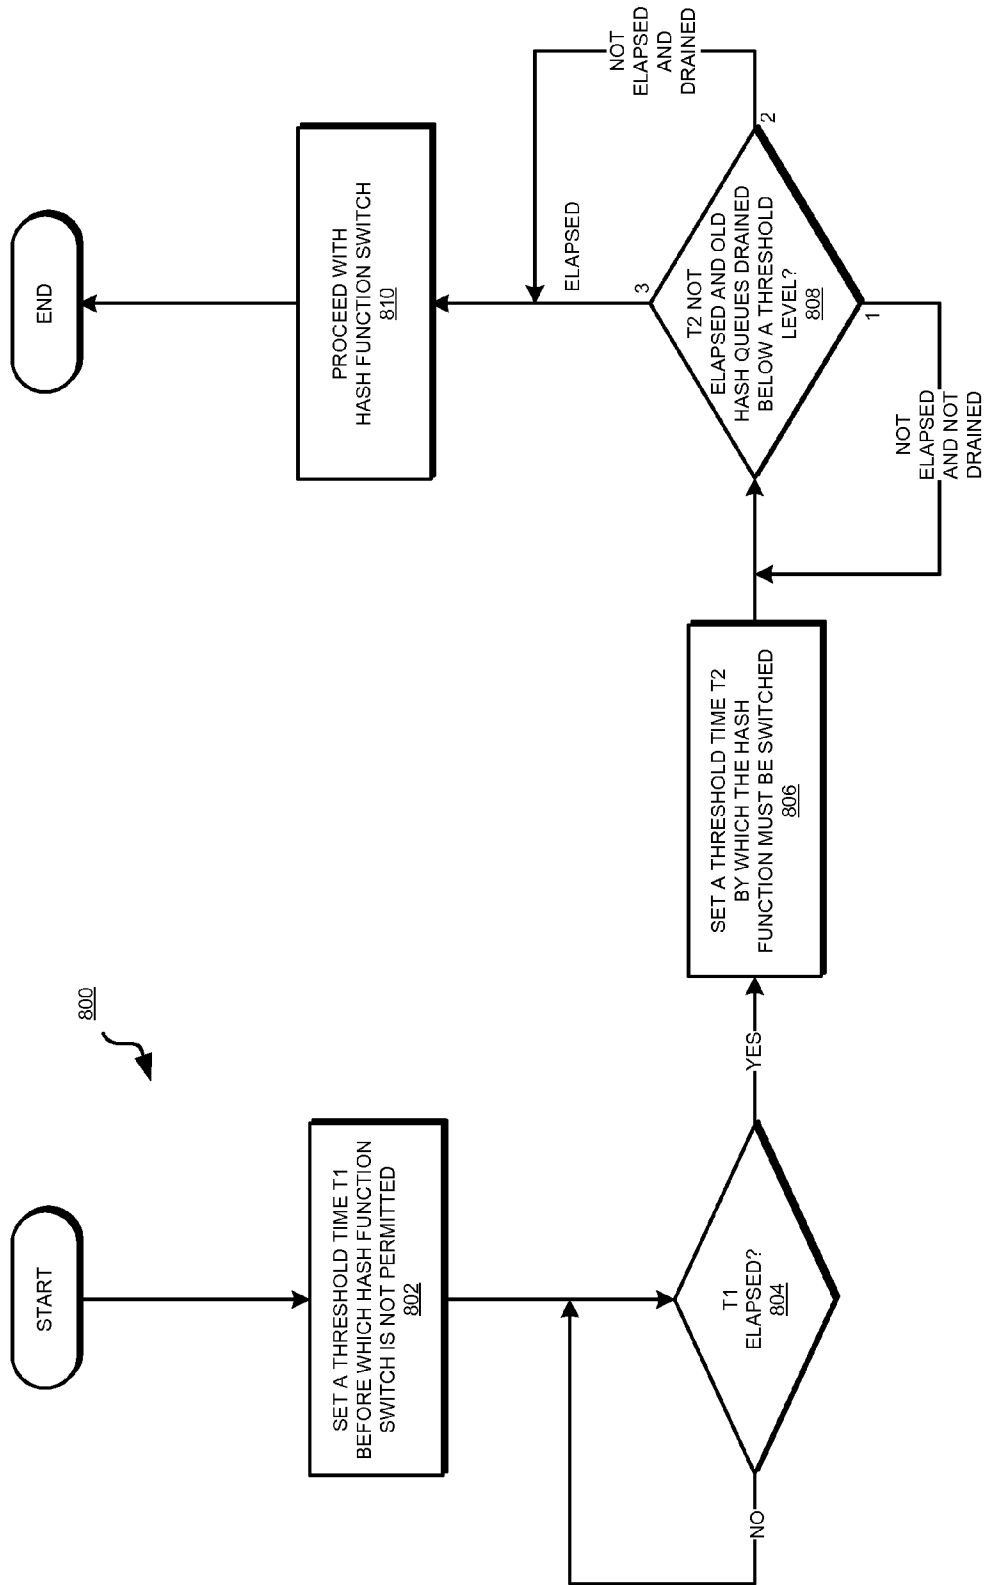 800
START
SET A THRESHOLD TIME T1
BEFORE WHICH HASH FUNCTION
SWITCH IS NOT PERMITTED
802
T1
ELAPSED?
804
NO
YES
SET A THRESHOLD TIME T2
BY WHICH THE HASH
FUNCTION MUST BE SWITCHED
806
T2 NOT
ELAPSED AND OLD
HASH QUEUES DRAINED
BELOW A THRESHOLD
LEVEL?
808
1
NOT
ELAPSED
AND NOT
DRAINED
2
NOT
ELAPSED
AND
DRAINED
3
ELAPSED
PROCEED WITH
HASH FUNCTION SWITCH
810
END